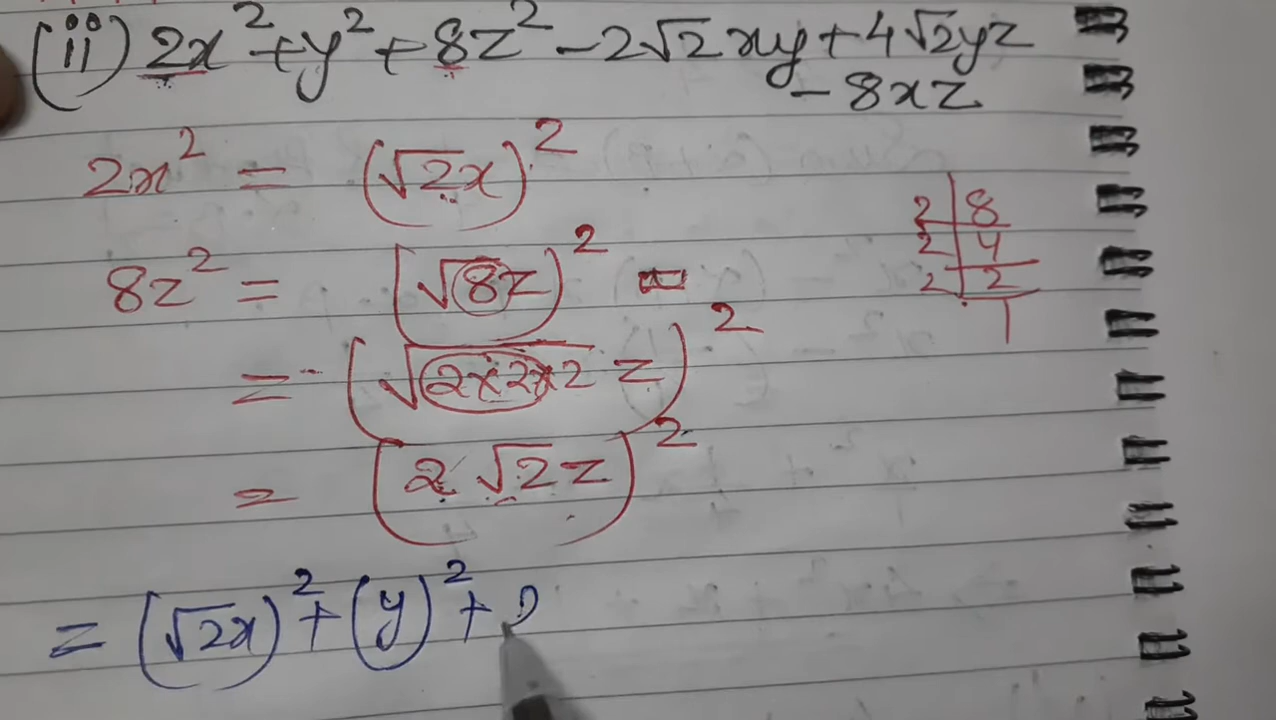 (ii) 2x² + y² + 8z² - 2√2 xy + 4√2 yz
- 8xz
2x² = (√2x)²
8z² = (√8z)² =
= (√2×2×2 z)²
= (2√2z)²
2 | 8
2 | 4
2 | 2
1
= (√2x)² + (y)² +